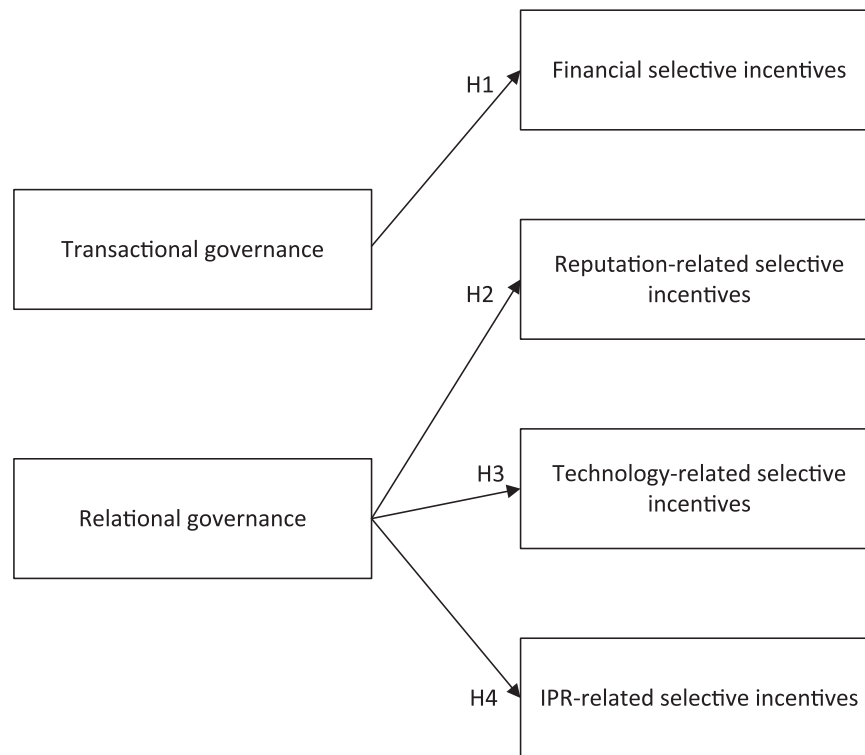 Financial selective incentives
H1
Transactional governance
Reputation-related selective
incentives
H2
Technology-related selective
incentives
H3
Relational governance
IPR-related selective incentives
H4